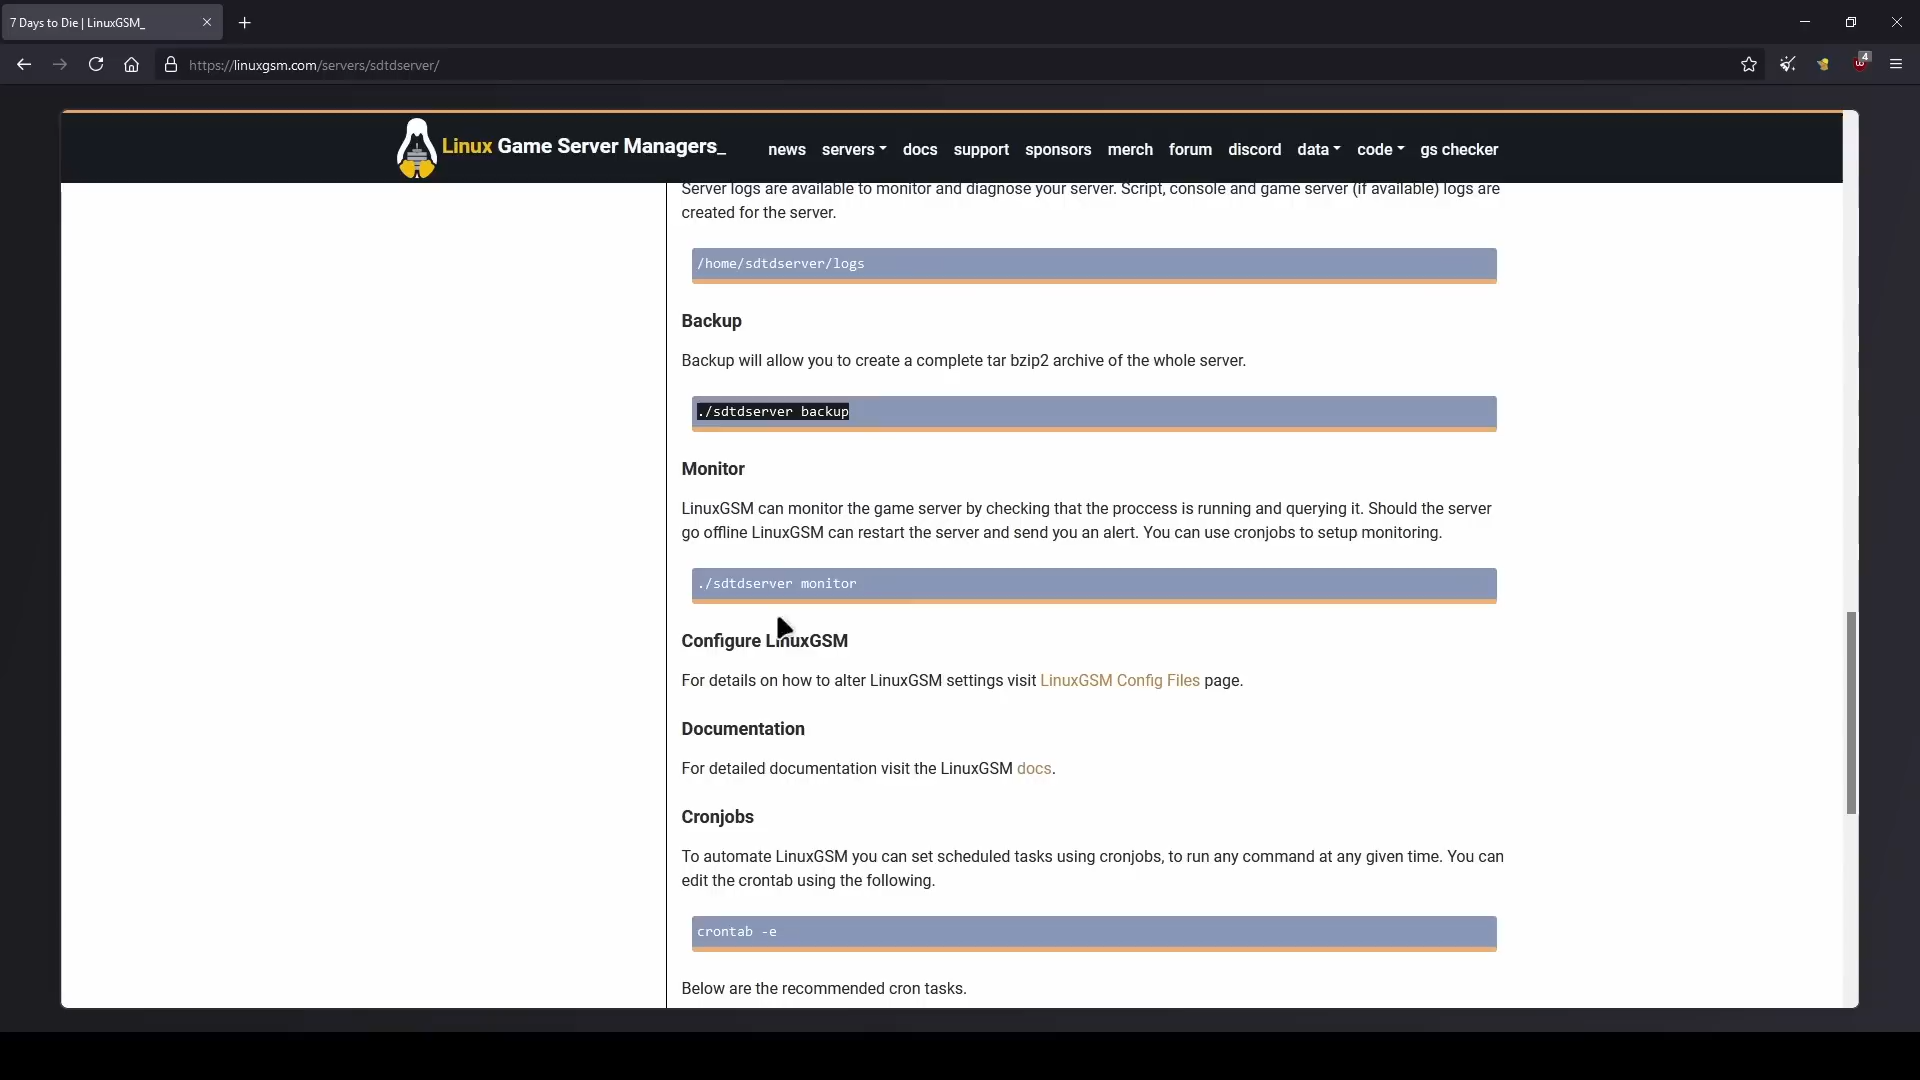 7 Days to Die | LinuxGSM_
https://linuxgsm.com/servers/sdtdserver/
4
Linux Game Server Managers_
news servers docs support sponsors merch forum discord data code gs checker
Server logs are available to monitor and diagnose your server. Script, console and game server (if available) logs are
created for the server.
/home/sdtdserver/logs
Backup
Backup will allow you to create a complete tar bzip2 archive of the whole server.
./sdtdserver backup
Monitor
LinuxGSM can monitor the game server by checking that the proccess is running and querying it. Should the server
go offline LinuxGSM can restart the server and send you an alert. You can use cronjobs to setup monitoring.
./sdtdserver monitor
Configure LinuxGSM
For details on how to alter LinuxGSM settings visit LinuxGSM Config Files page.
Documentation
For detailed documentation visit the LinuxGSM docs.
Cronjobs
To automate LinuxGSM you can set scheduled tasks using cronjobs, to run any command at any given time. You can
edit the crontab using the following.
crontab -e
Below are the recommended cron tasks.